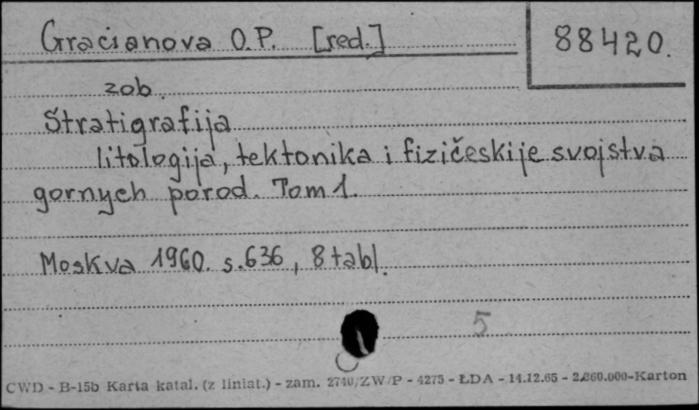 Gracianova O.P. [red.]
88420.
zob.
Stratigrafija
litologija, tektonika i fizičeskije svojstva
gornych porod. Tom 1.
Moskva 1960. s. 636, 8 tabl.
5
CWD - B-15b Karta katal. (z liniat.) - zam. 2740/ZW/P - 4275 - ŁDA - 14.12.65 - 2.860.000-Karton